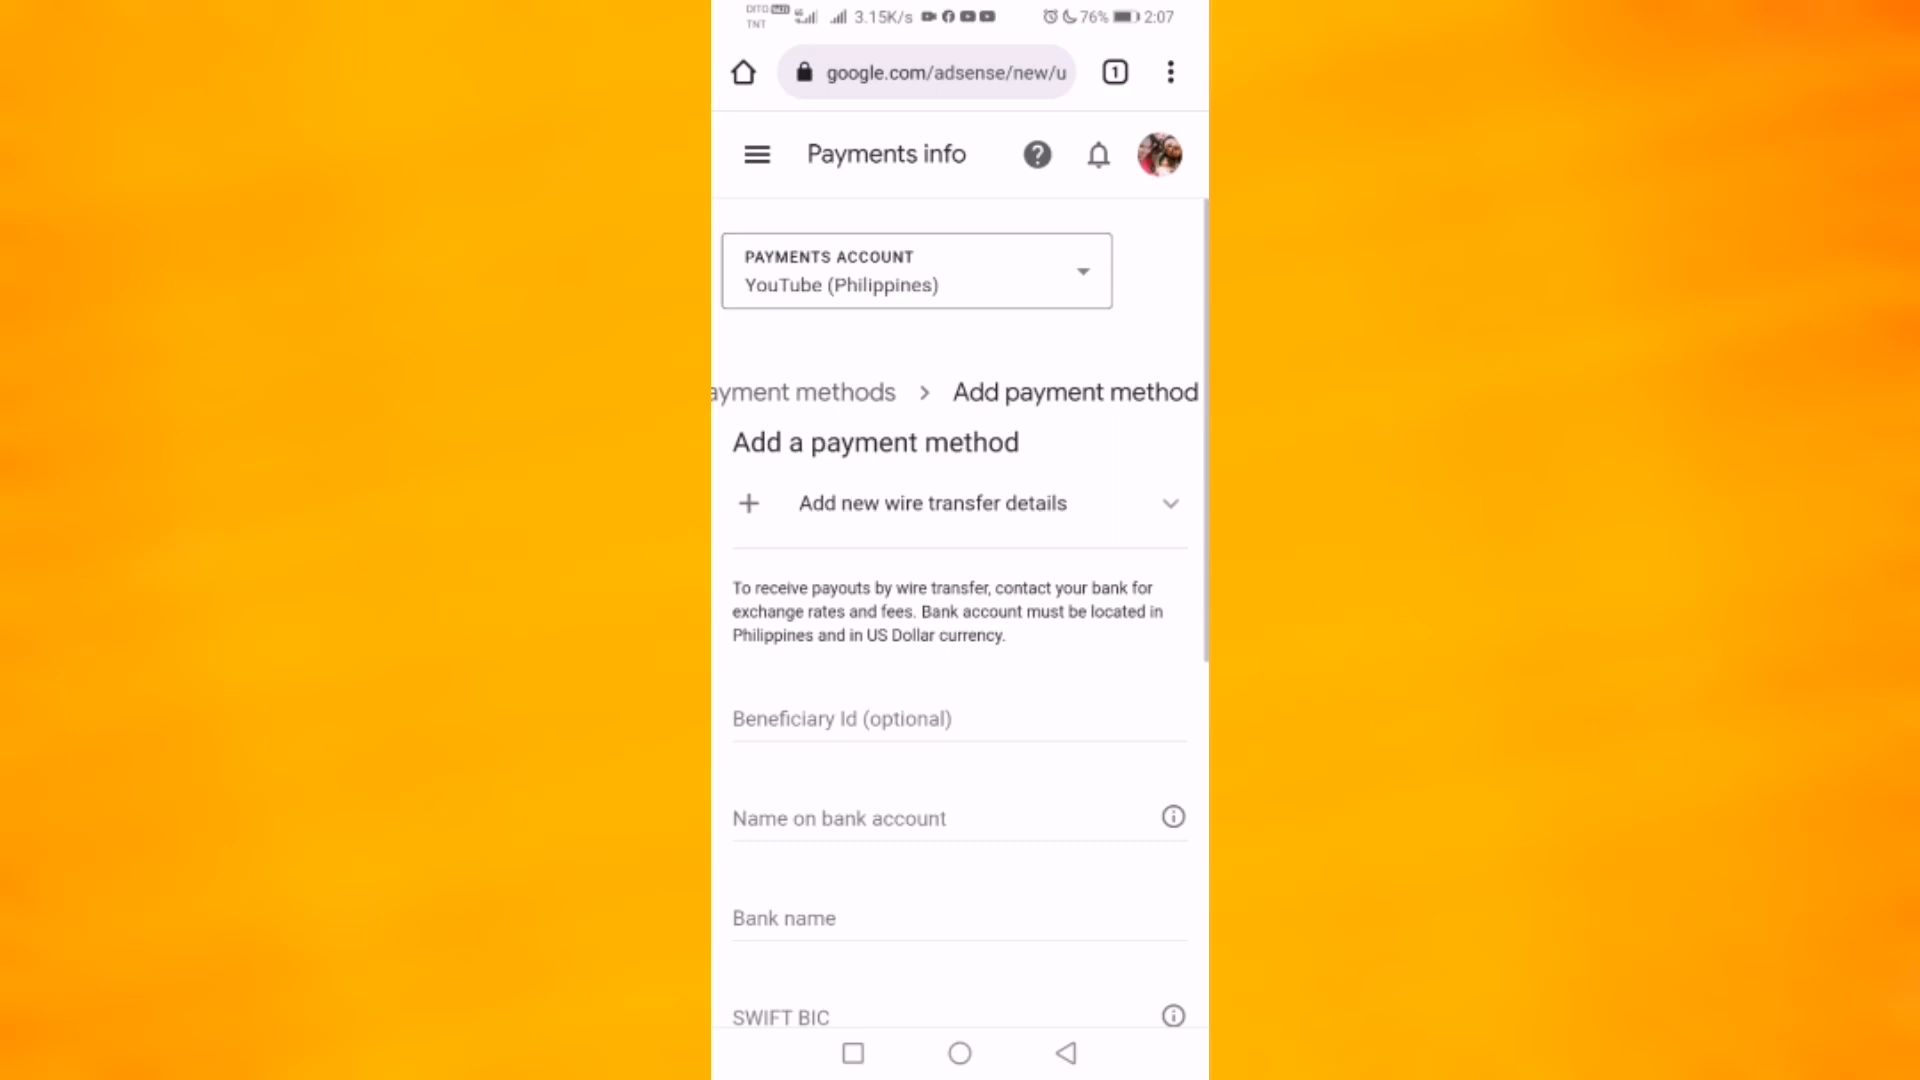 DITO
TNT
3.15K/s
76%
2:07
google.com/adsense/new/u
1
Payments info
PAYMENTS ACCOUNT
YouTube (Philippines)
ayment methods > Add payment method
Add a payment method
+ Add new wire transfer details
To receive payouts by wire transfer, contact your bank for
exchange rates and fees. Bank account must be located in
Philippines and in US Dollar currency.
Beneficiary Id (optional)
Name on bank account
Bank name
SWIFT BIC